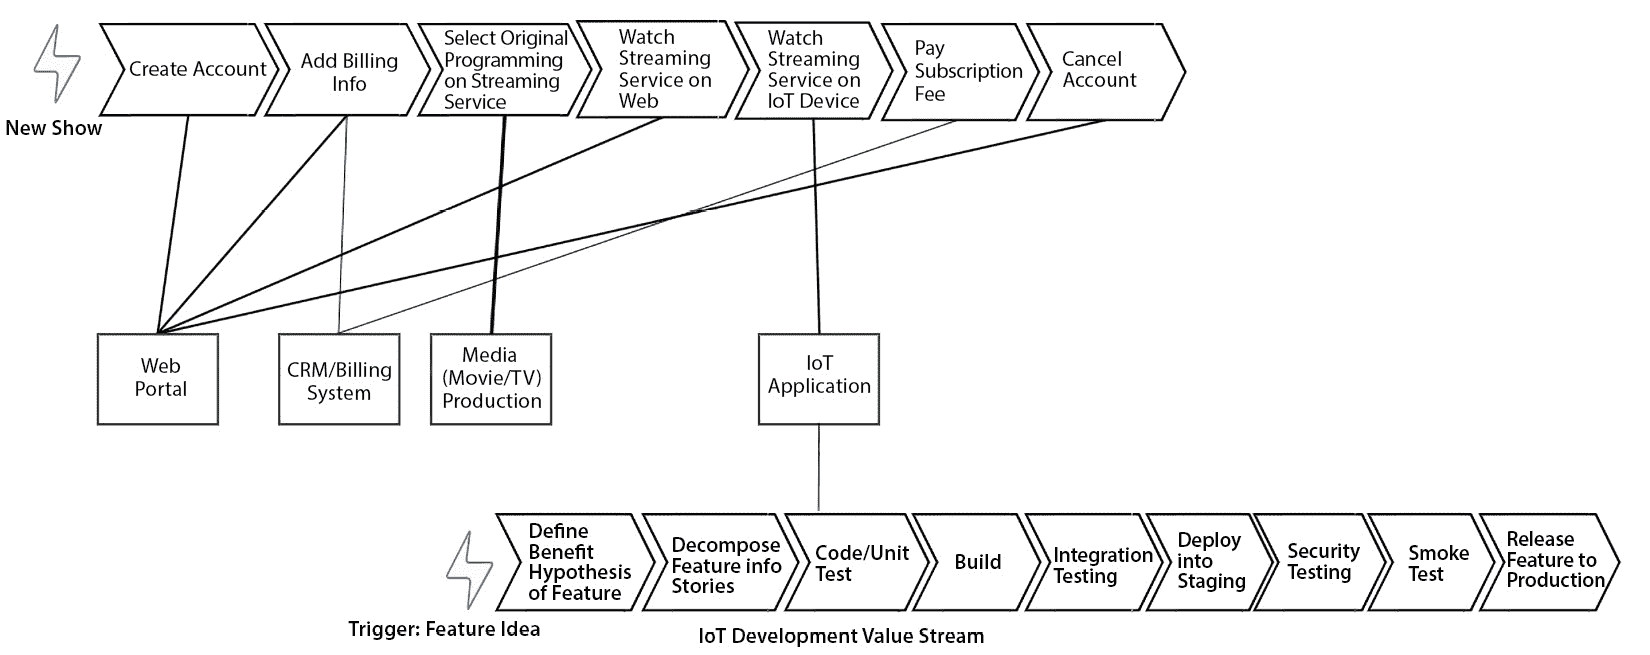 New Show
Create Account
Add Billing
Info
Select Original
Programming
on Streaming
Service
Watch
Streaming
Service on
Web
Watch
Streaming
Service on
IoT Device
Pay
Subscription
Fee
Cancel
Account
Web
Portal
CRM/Billing
System
Media
(Movie/TV)
Production
IoT
Application
Trigger: Feature Idea
Define
Benefit
Hypothesis
of Feature
Decompose
Feature info
Stories
Code/Unit
Test
Build
Integration
Testing
Deploy
into
Staging
Security
Testing
Smoke
Test
Release
Feature to
Production
IoT Development Value Stream